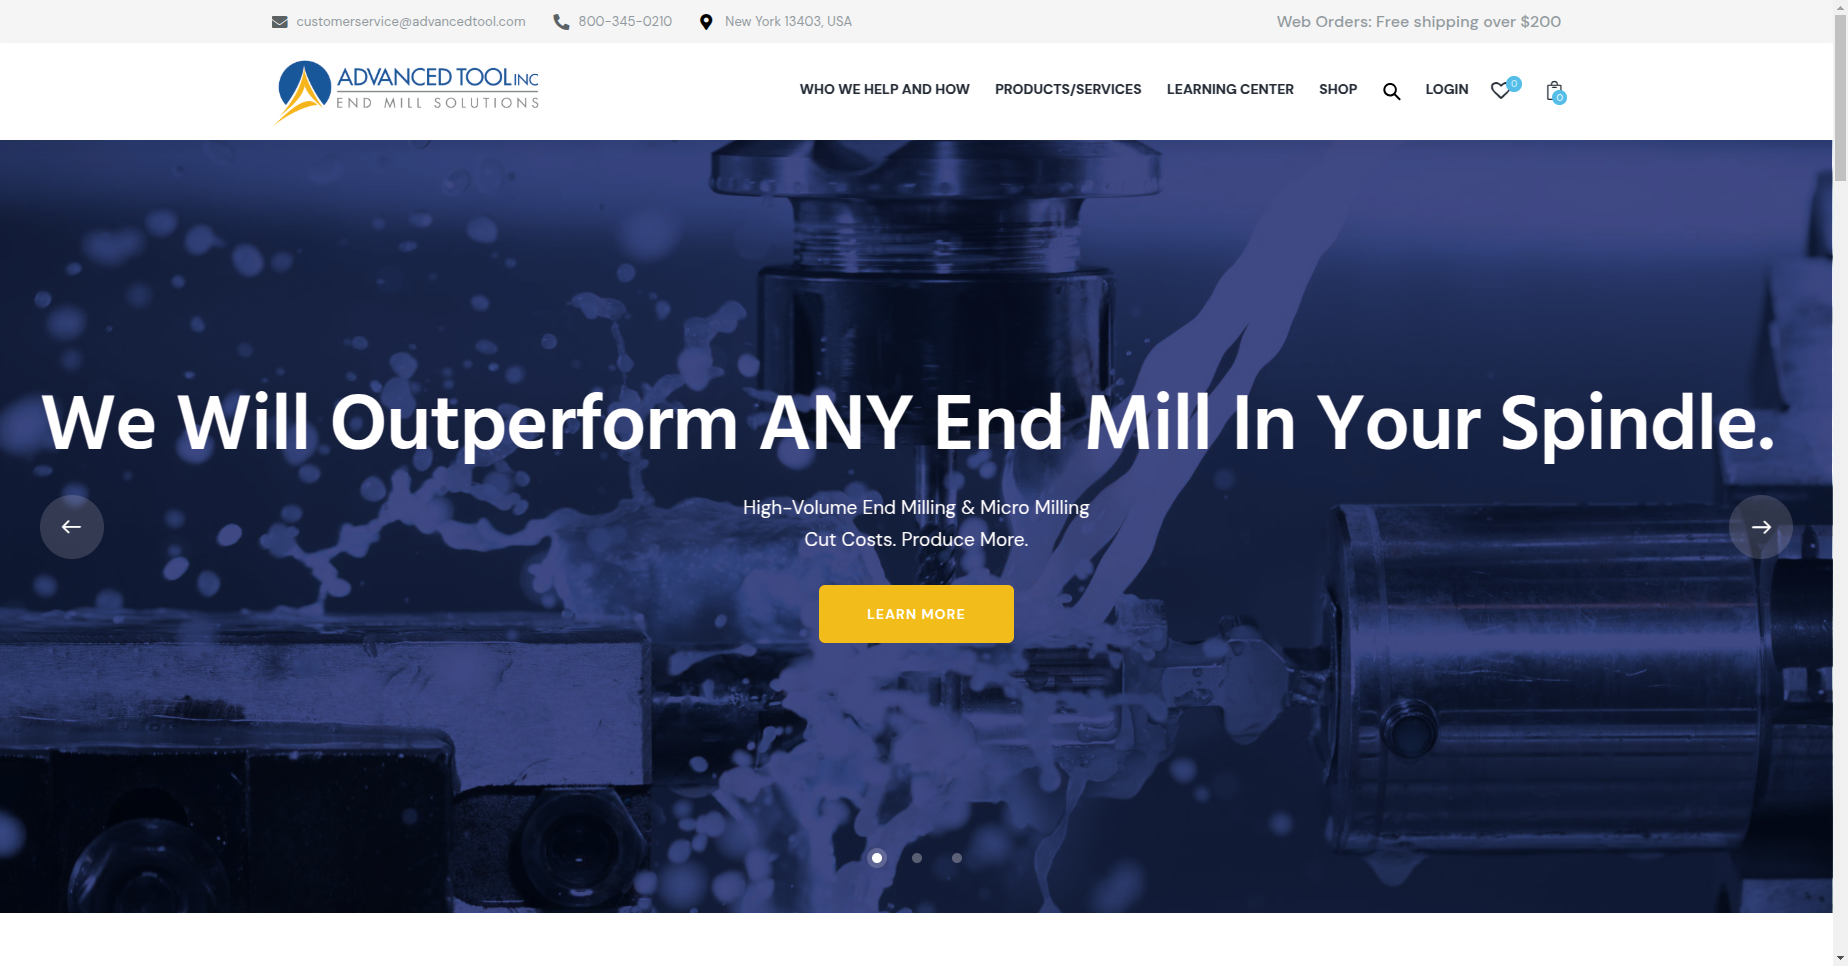 customerservice@advancedtool.com
800-345-0210
New York 13403, USA
Web Orders: Free shipping over $200
ADVANCED TOOL INC
END MILL SOLUTIONS
WHO WE HELP AND HOW
PRODUCTS/SERVICES
LEARNING CENTER
SHOP
LOGIN
0
0
We Will Outperform ANY End Mill In Your Spindle.
High-Volume End Milling & Micro Milling
Cut Costs. Produce More.
LEARN MORE